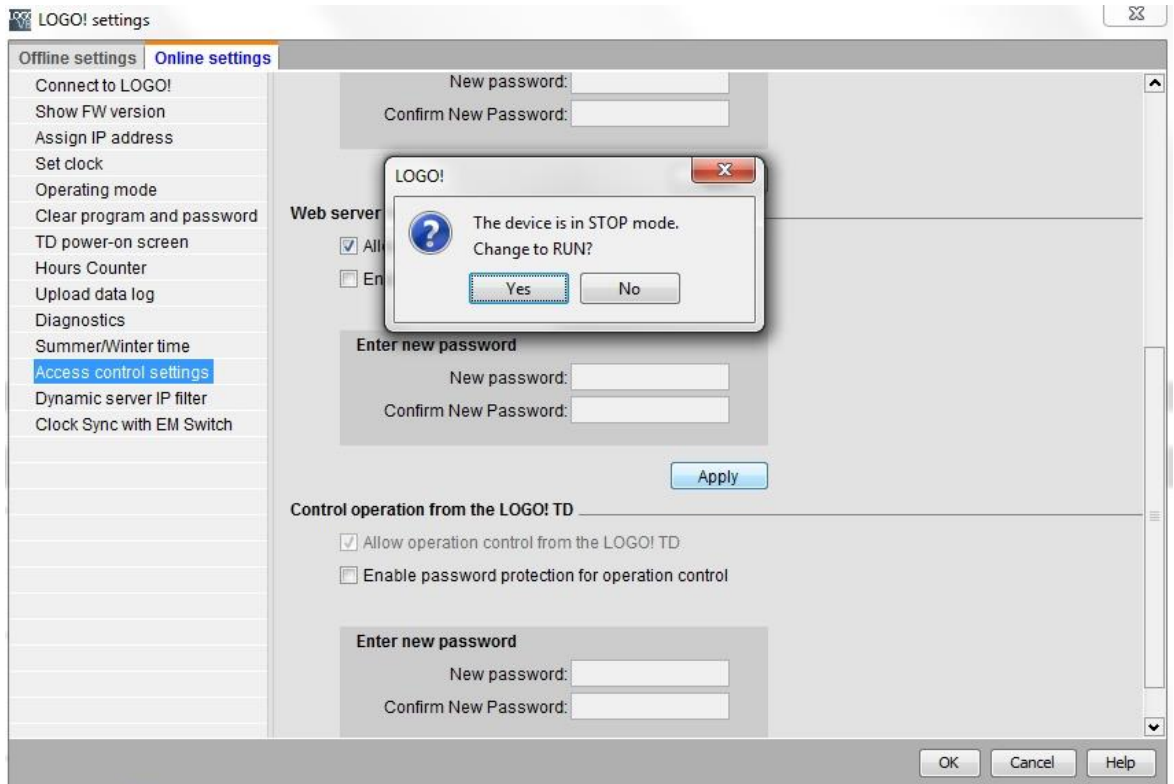 LOGO! settings
Offline settings Online settings
Connect to LOGO!
Show FW version
Assign IP address
Set clock
Operating mode
Clear program and password
TD power-on screen
Hours Counter
Upload data log
Diagnostics
Summer/Winter time
Access control settings
Dynamic server IP filter
Clock Sync with EM Switch
New password:
Confirm New Password:
Web server
LOGO!
The device is in STOP mode.
Change to RUN?
Yes No
Enter new password
New password:
Confirm New Password:
Apply
Control operation from the LOGO! TD
Allow operation control from the LOGO! TD
Enable password protection for operation control
Enter new password
New password:
Confirm New Password:
OK Cancel Help